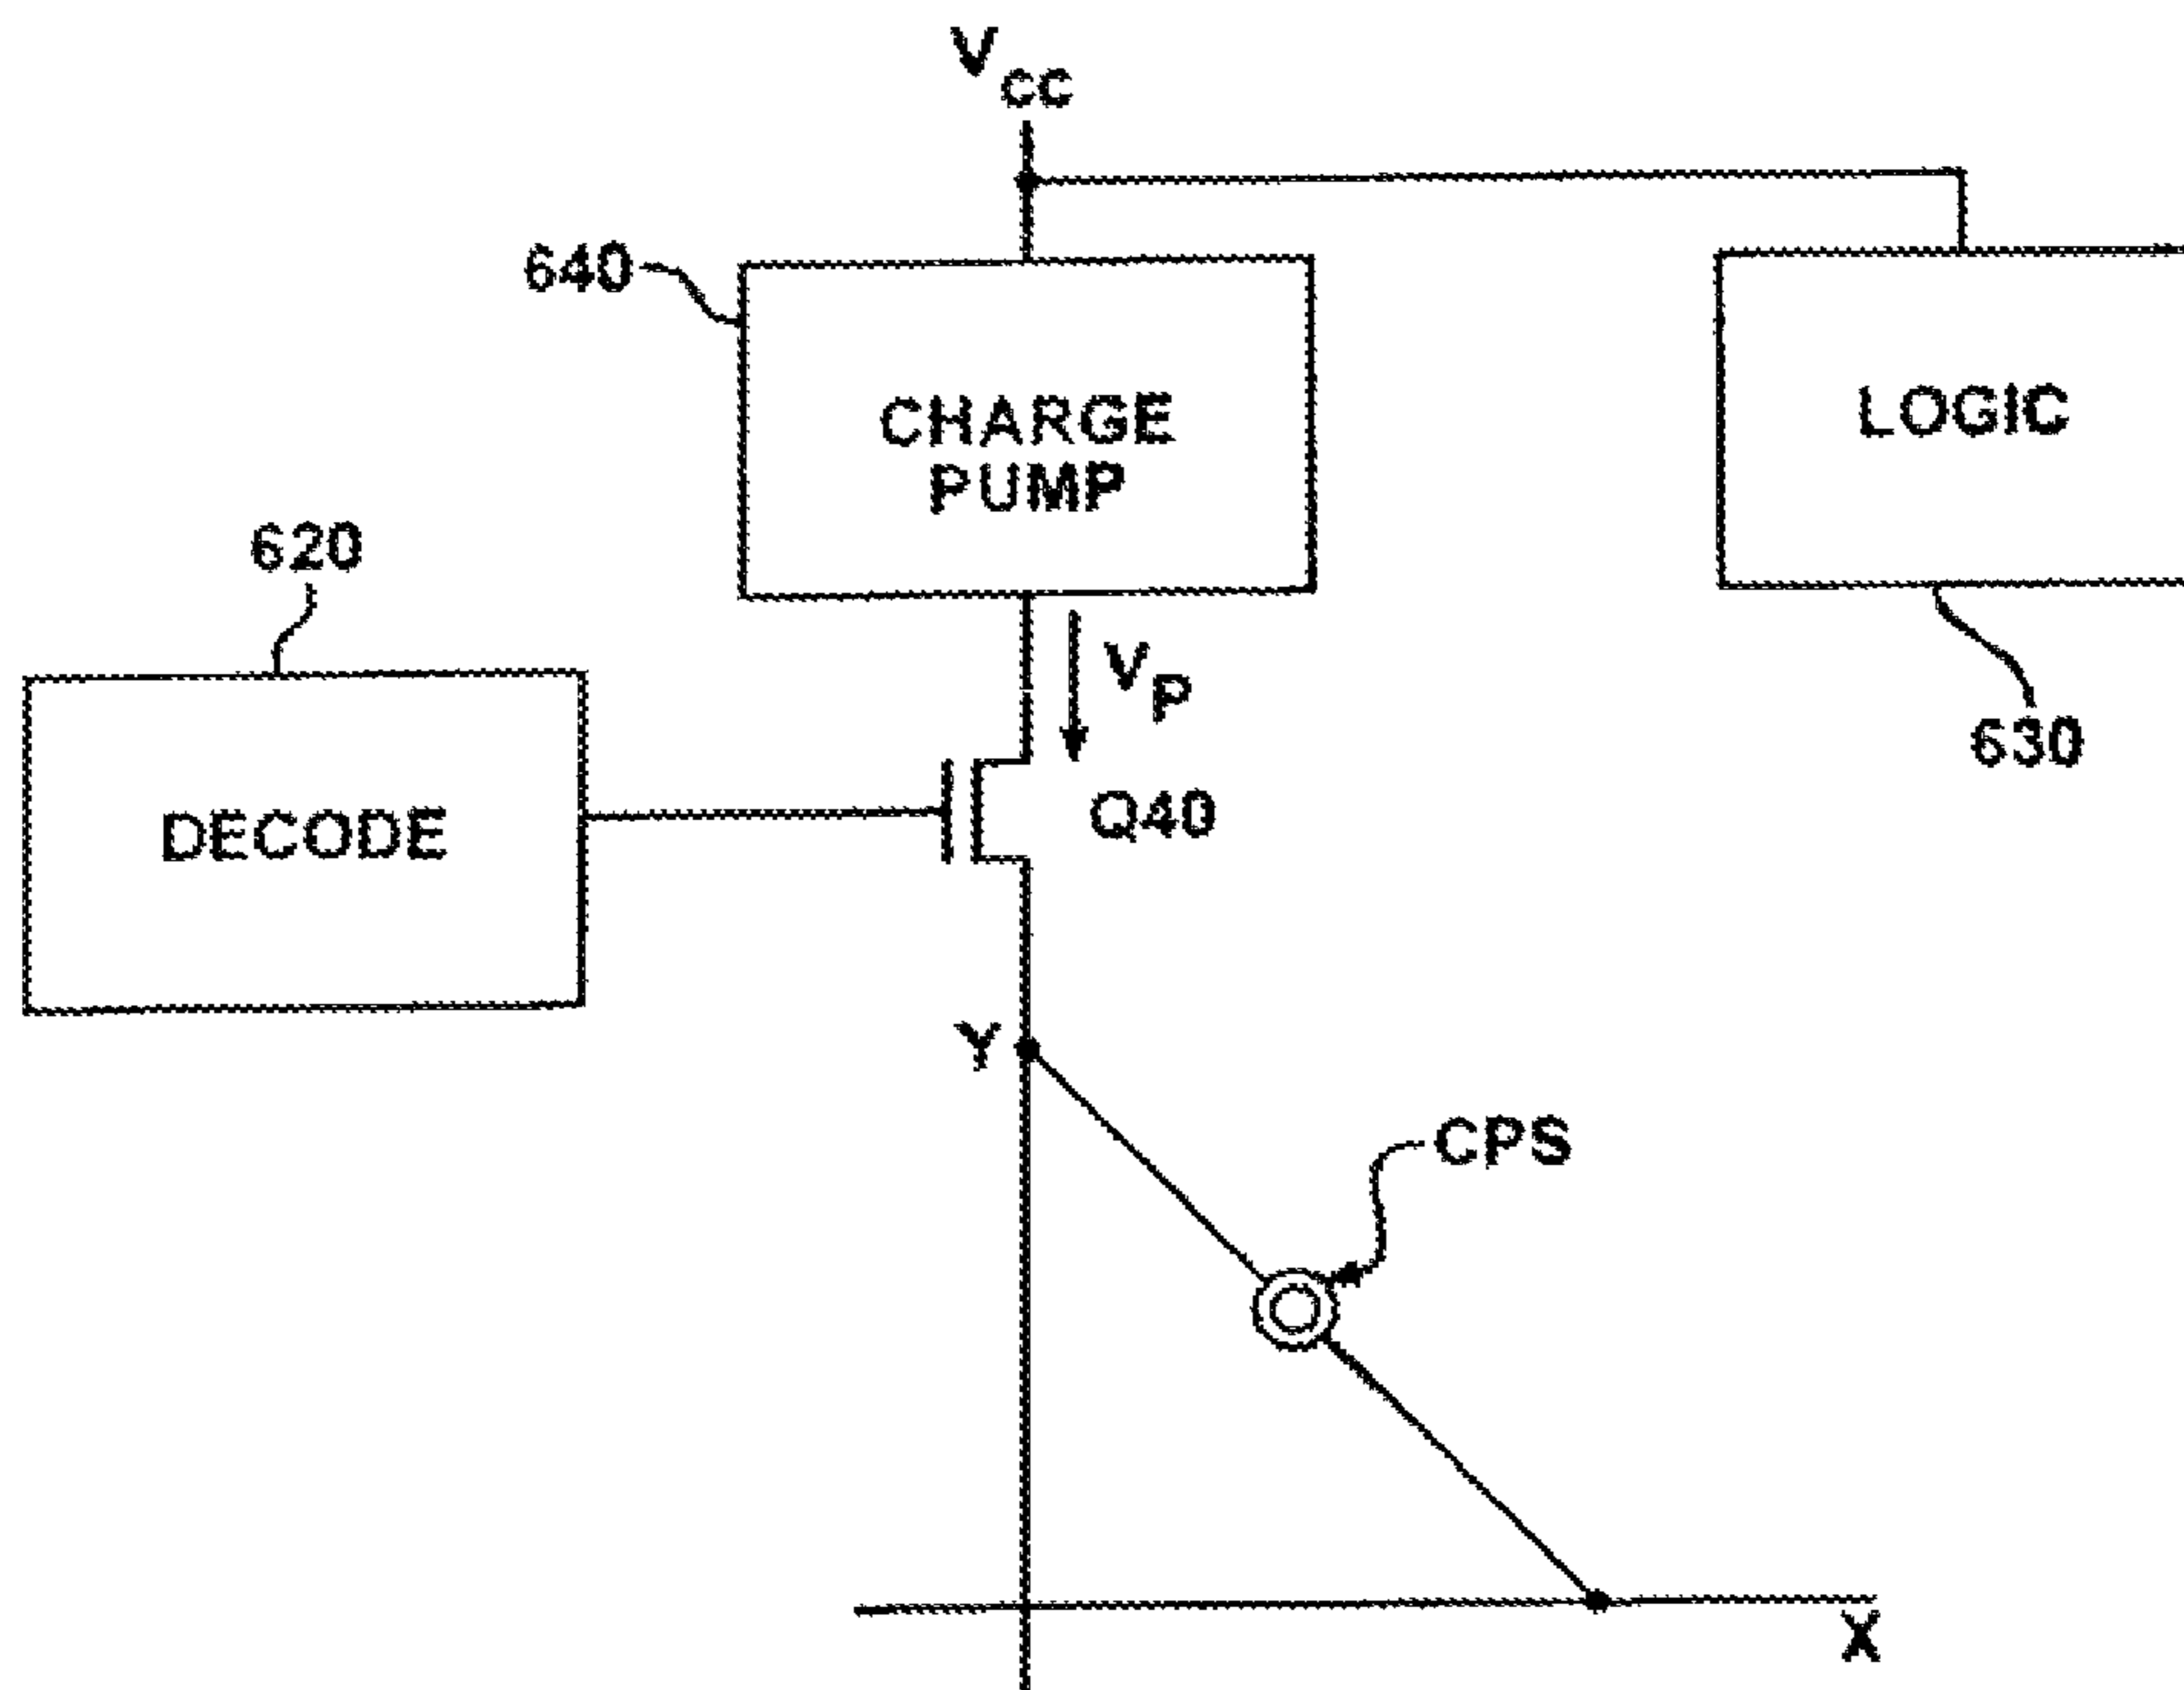 VCC
640
CHARGE
PUMP
LOGIC
620
VP
630
Q40
DECODE
Y
CPS
X